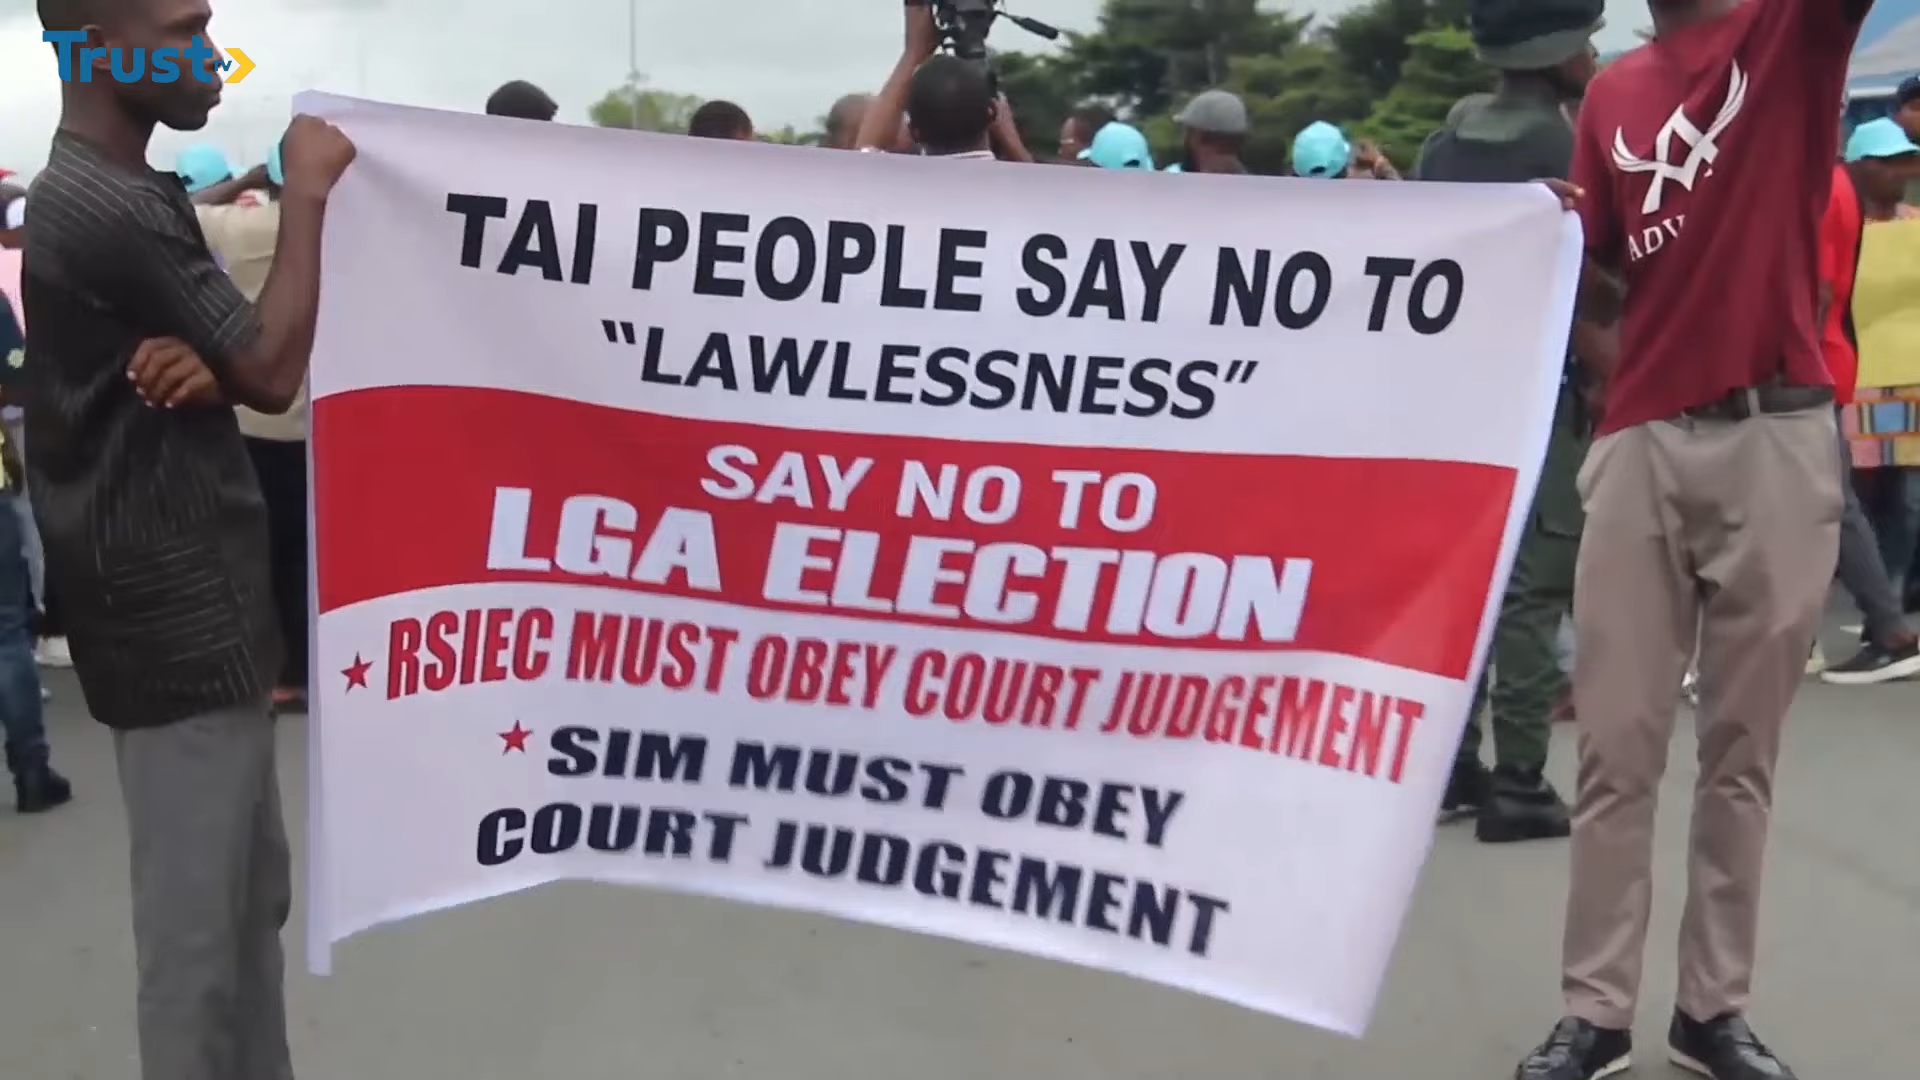 Trust TV
TAI PEOPLE SAY NO TO
"LAWLESSNESS"
SAY NO TO
LGA ELECTION
★ RSIEC MUST OBEY COURT JUDGEMENT
★ SIM MUST OBEY
COURT JUDGEMENT